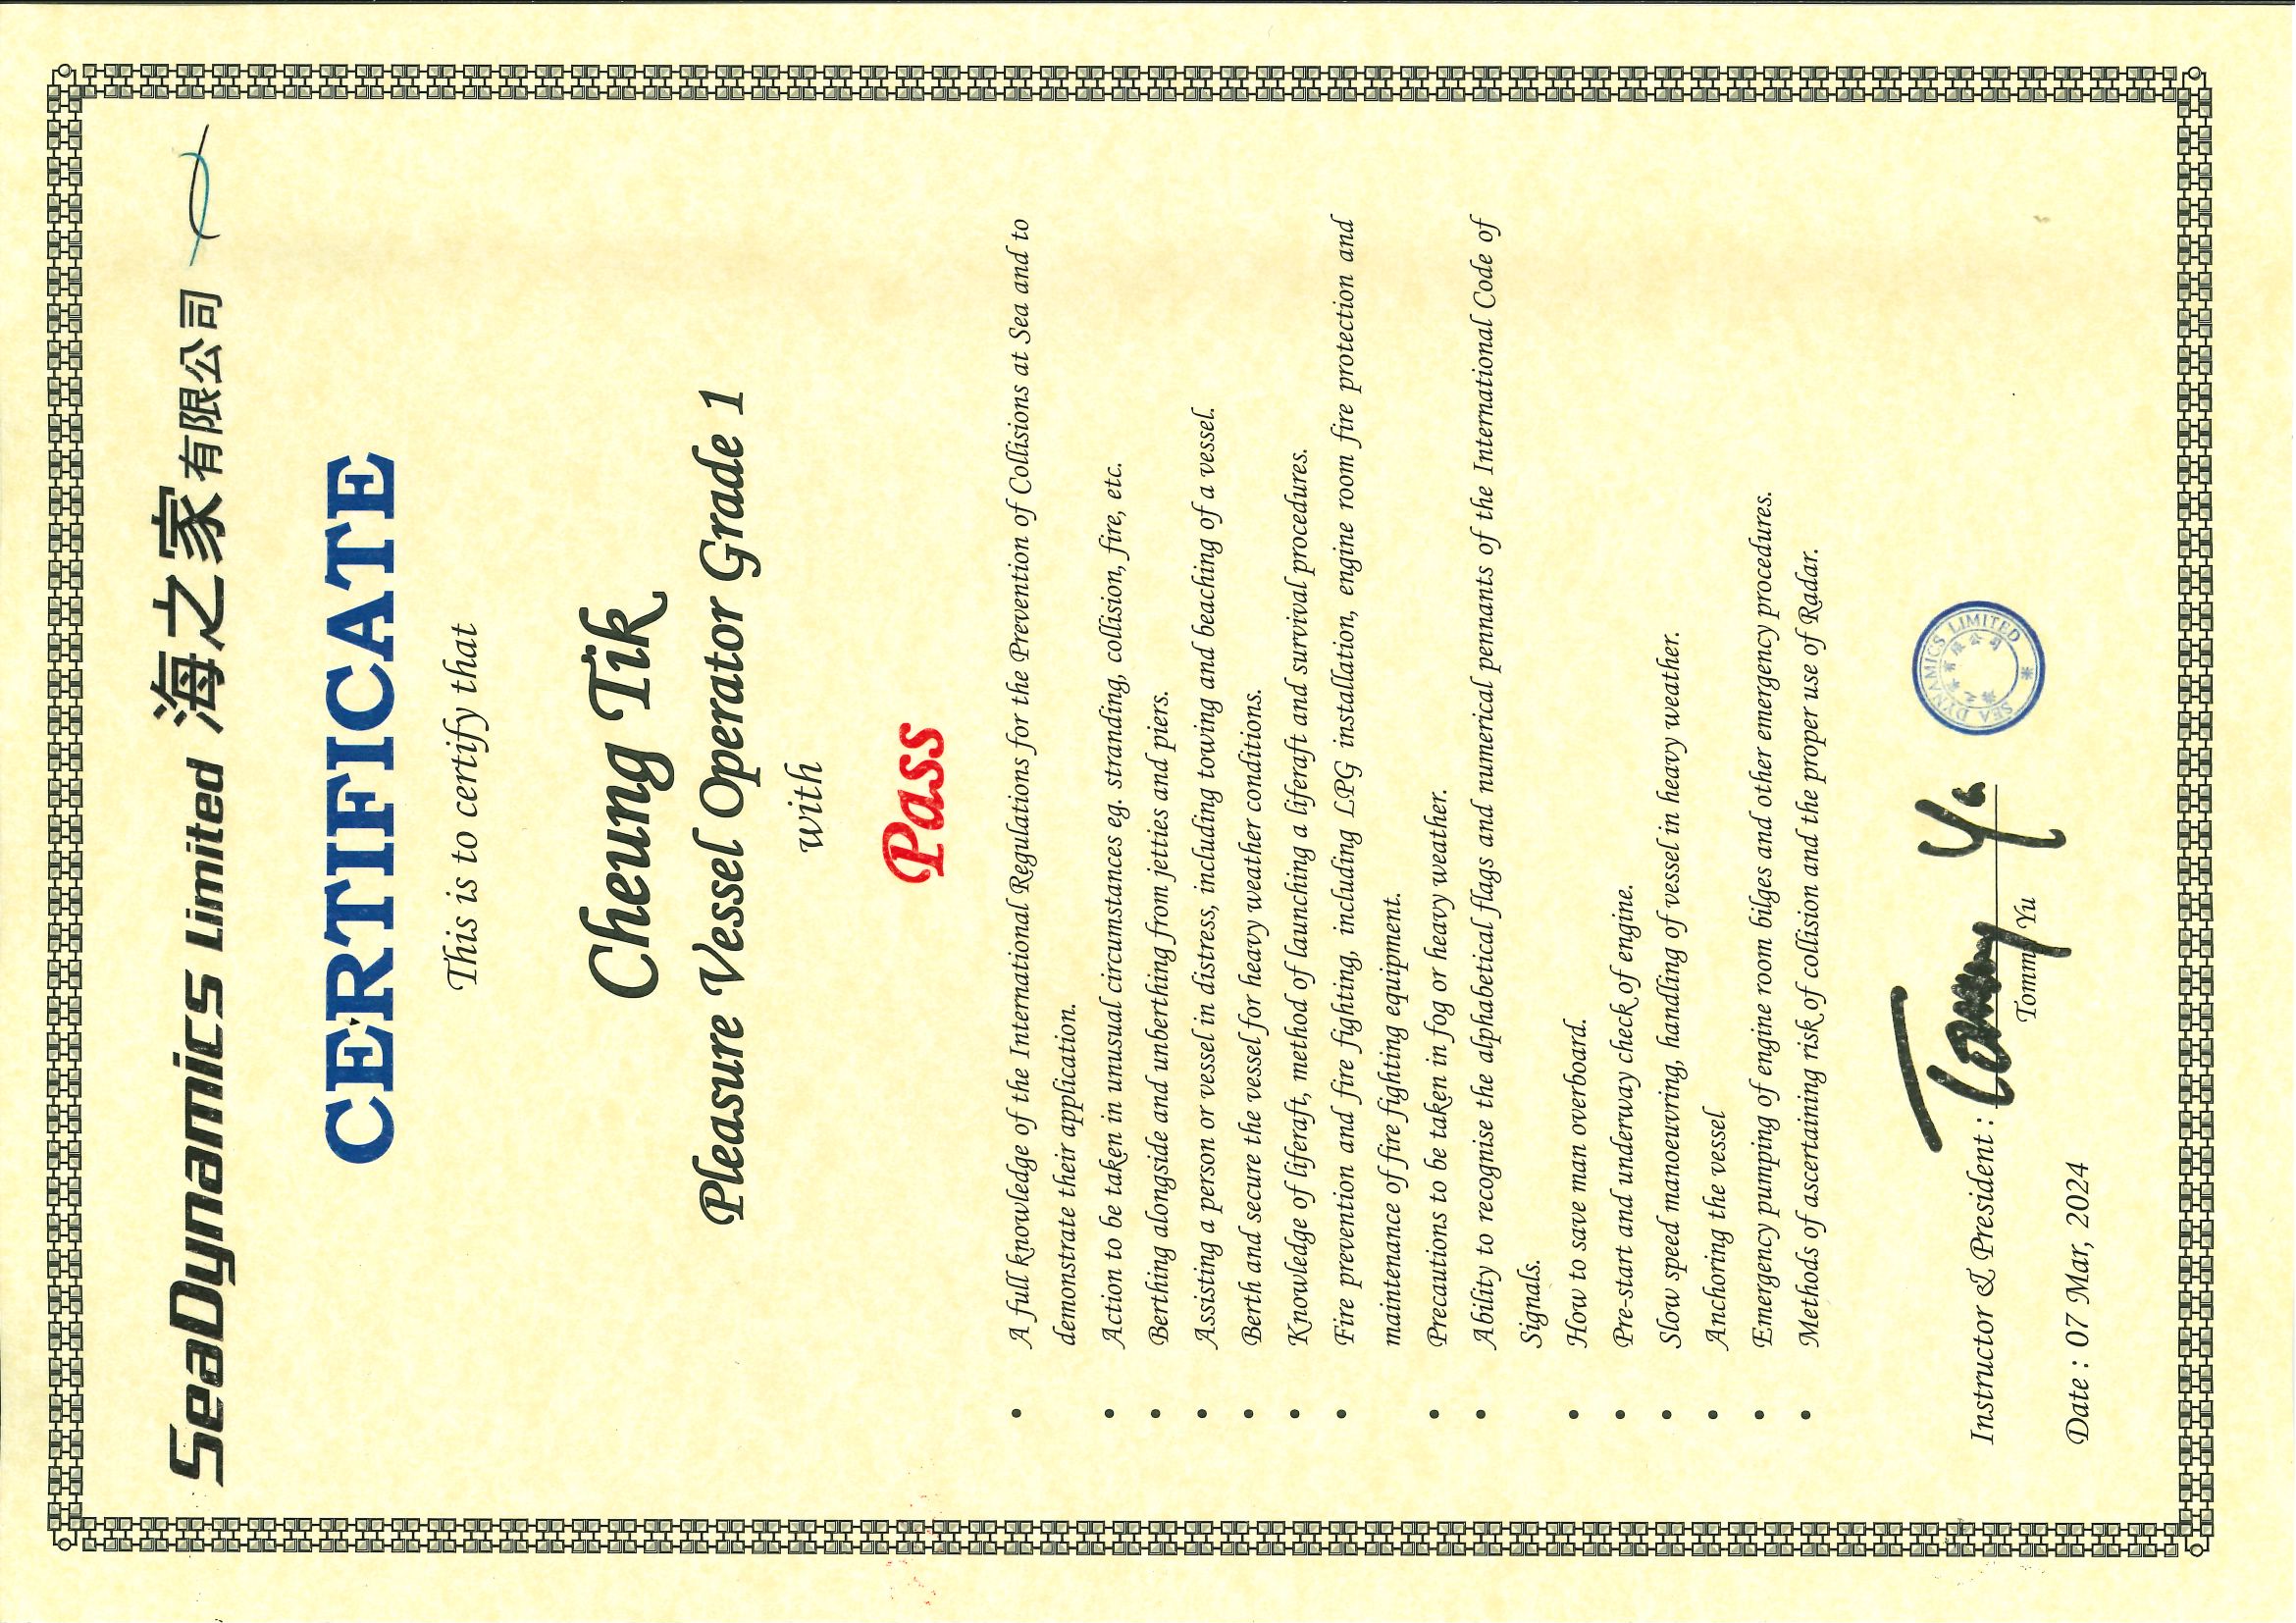 SeaDynamics Limited 海之家有限公司
CERTIFICATE
This is to certify that
Cheung Tik
Pleasure Vessel Operator Grade 1
with
Pass
• A full knowledge of the International Regulations for the Prevention of Collisions at Sea and to
demonstrate their application.
• Action to be taken in unusual circumstances eg. stranding, collision, fire, etc.
• Berthing alongside and unberthing from jetties and piers.
• Assisting a person or vessel in distress, including towing and beaching of a vessel.
• Berth and secure the vessel for heavy weather conditions.
• Knowledge of liferaft, method of launching a liferaft and survival procedures.
• Fire prevention and fire fighting, including LPG installation, engine room fire protection and
maintenance of fire fighting equipment.
• Precautions to be taken in fog or heavy weather.
• Ability to recognise the alphabetical flags and numerical pennants of the International Code of
Signals.
• How to save man overboard.
• Pre-start and underway check of engine.
• Slow speed manoeuvring, handling of vessel in heavy weather.
• Anchoring the vessel
• Emergency pumping of engine room bilges and other emergency procedures.
• Methods of ascertaining risk of collision and the proper use of Radar.
Instructor & President : Tommy Yu
Tommy Yu
SEA DYNAMICS LIMITED
Date : 07 Mar, 2024